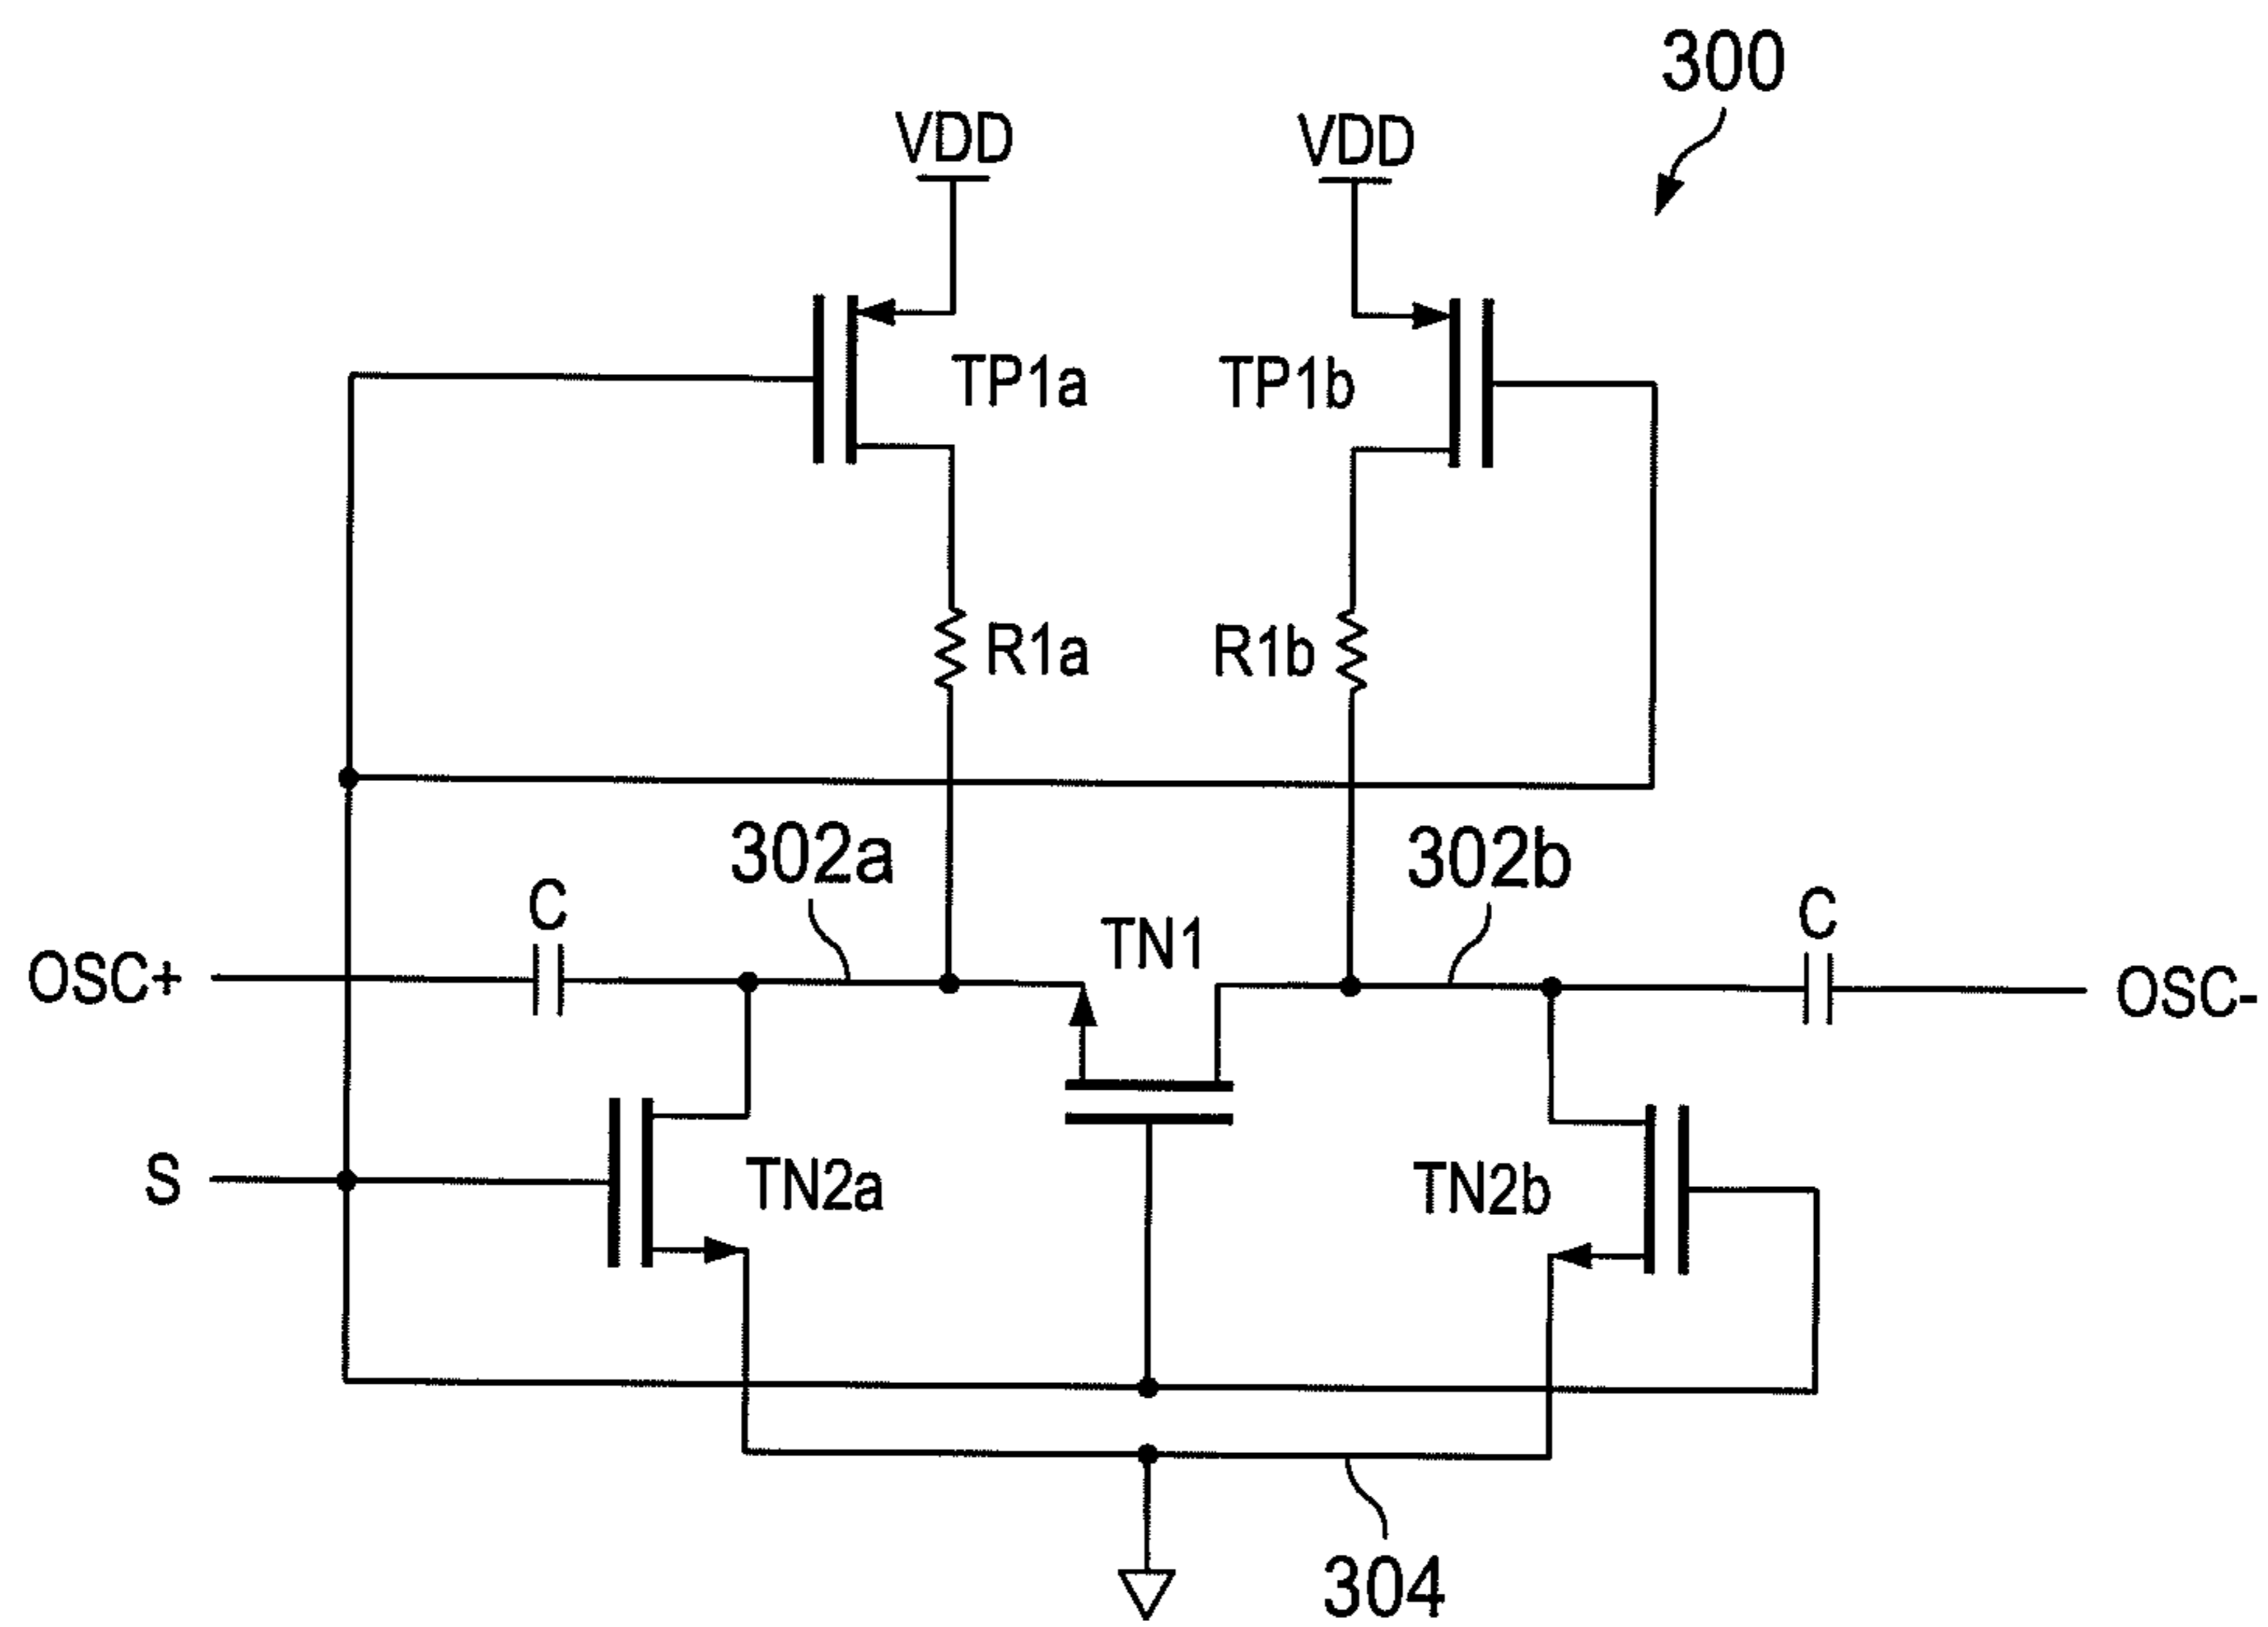 300
VDD
VDD
TP1a
TP1b
R1a
R1b
302a
302b
C
TN1
C
OSC+
OSC-
S
TN2a
TN2b
304